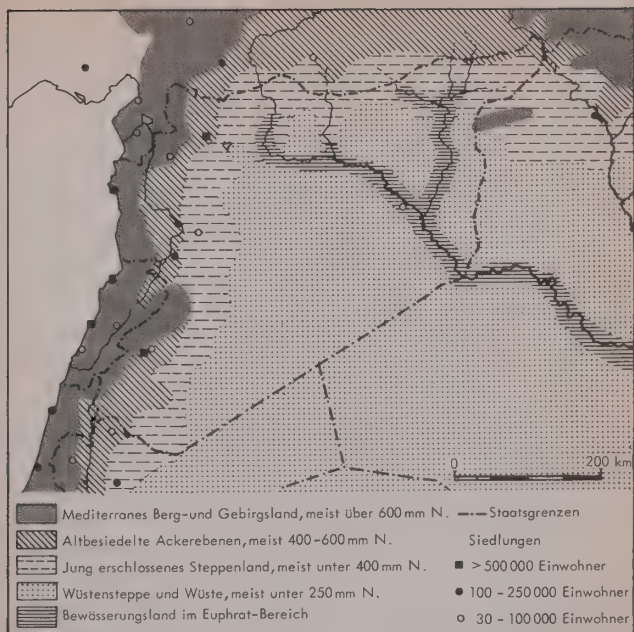 0 200 km
Mediterranes Berg-und Gebirgsland, meist über 600 mm N.
Altbesiedelte Ackerebenen, meist 400-600 mm N.
Jung erschlossenes Steppenland, meist unter 400 mm N.
Wüstensteppe und Wüste, meist unter 250 mm N.
Bewässerungsland im Euphrat-Bereich
Staatsgrenzen
Siedlungen
> 500 000 Einwohner
100 - 250 000 Einwohner
30 - 100 000 Einwohner